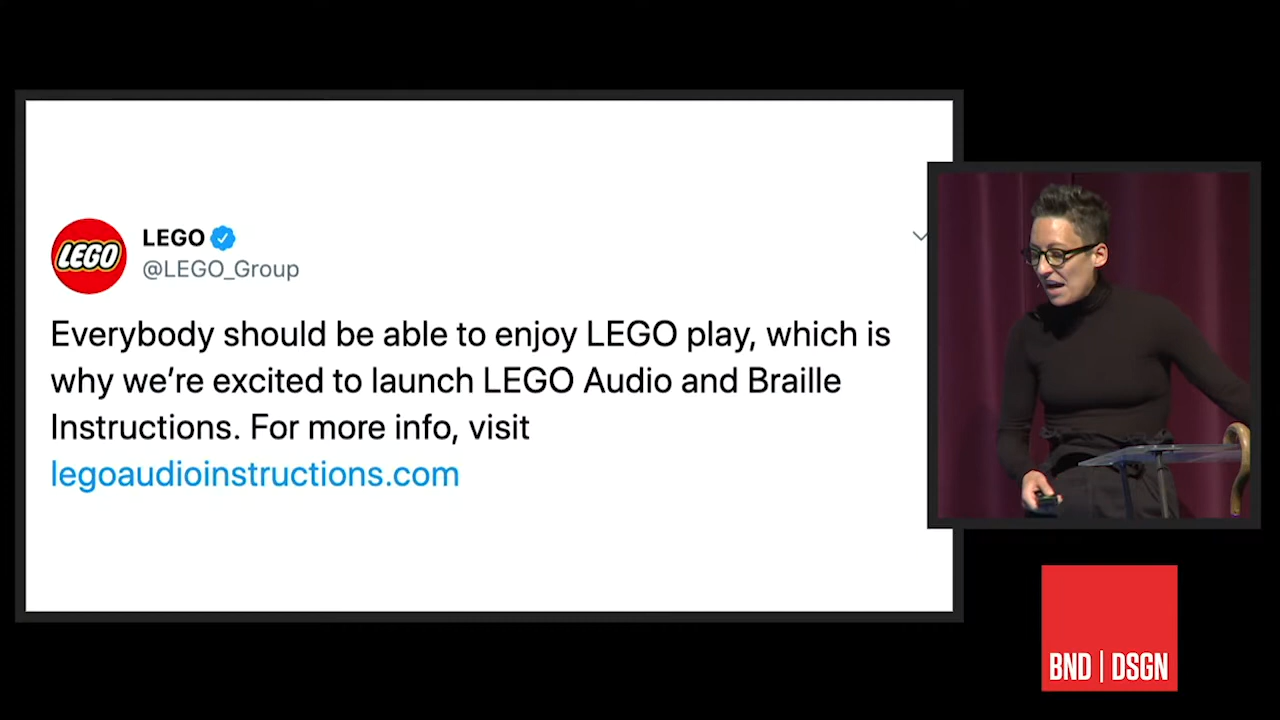 LEGO
LEGO
@LEGO_Group
Everybody should be able to enjoy LEGO play, which is
why we’re excited to launch LEGO Audio and Braille
Instructions. For more info, visit
legoaudioinstructions.com
BND | DSGN